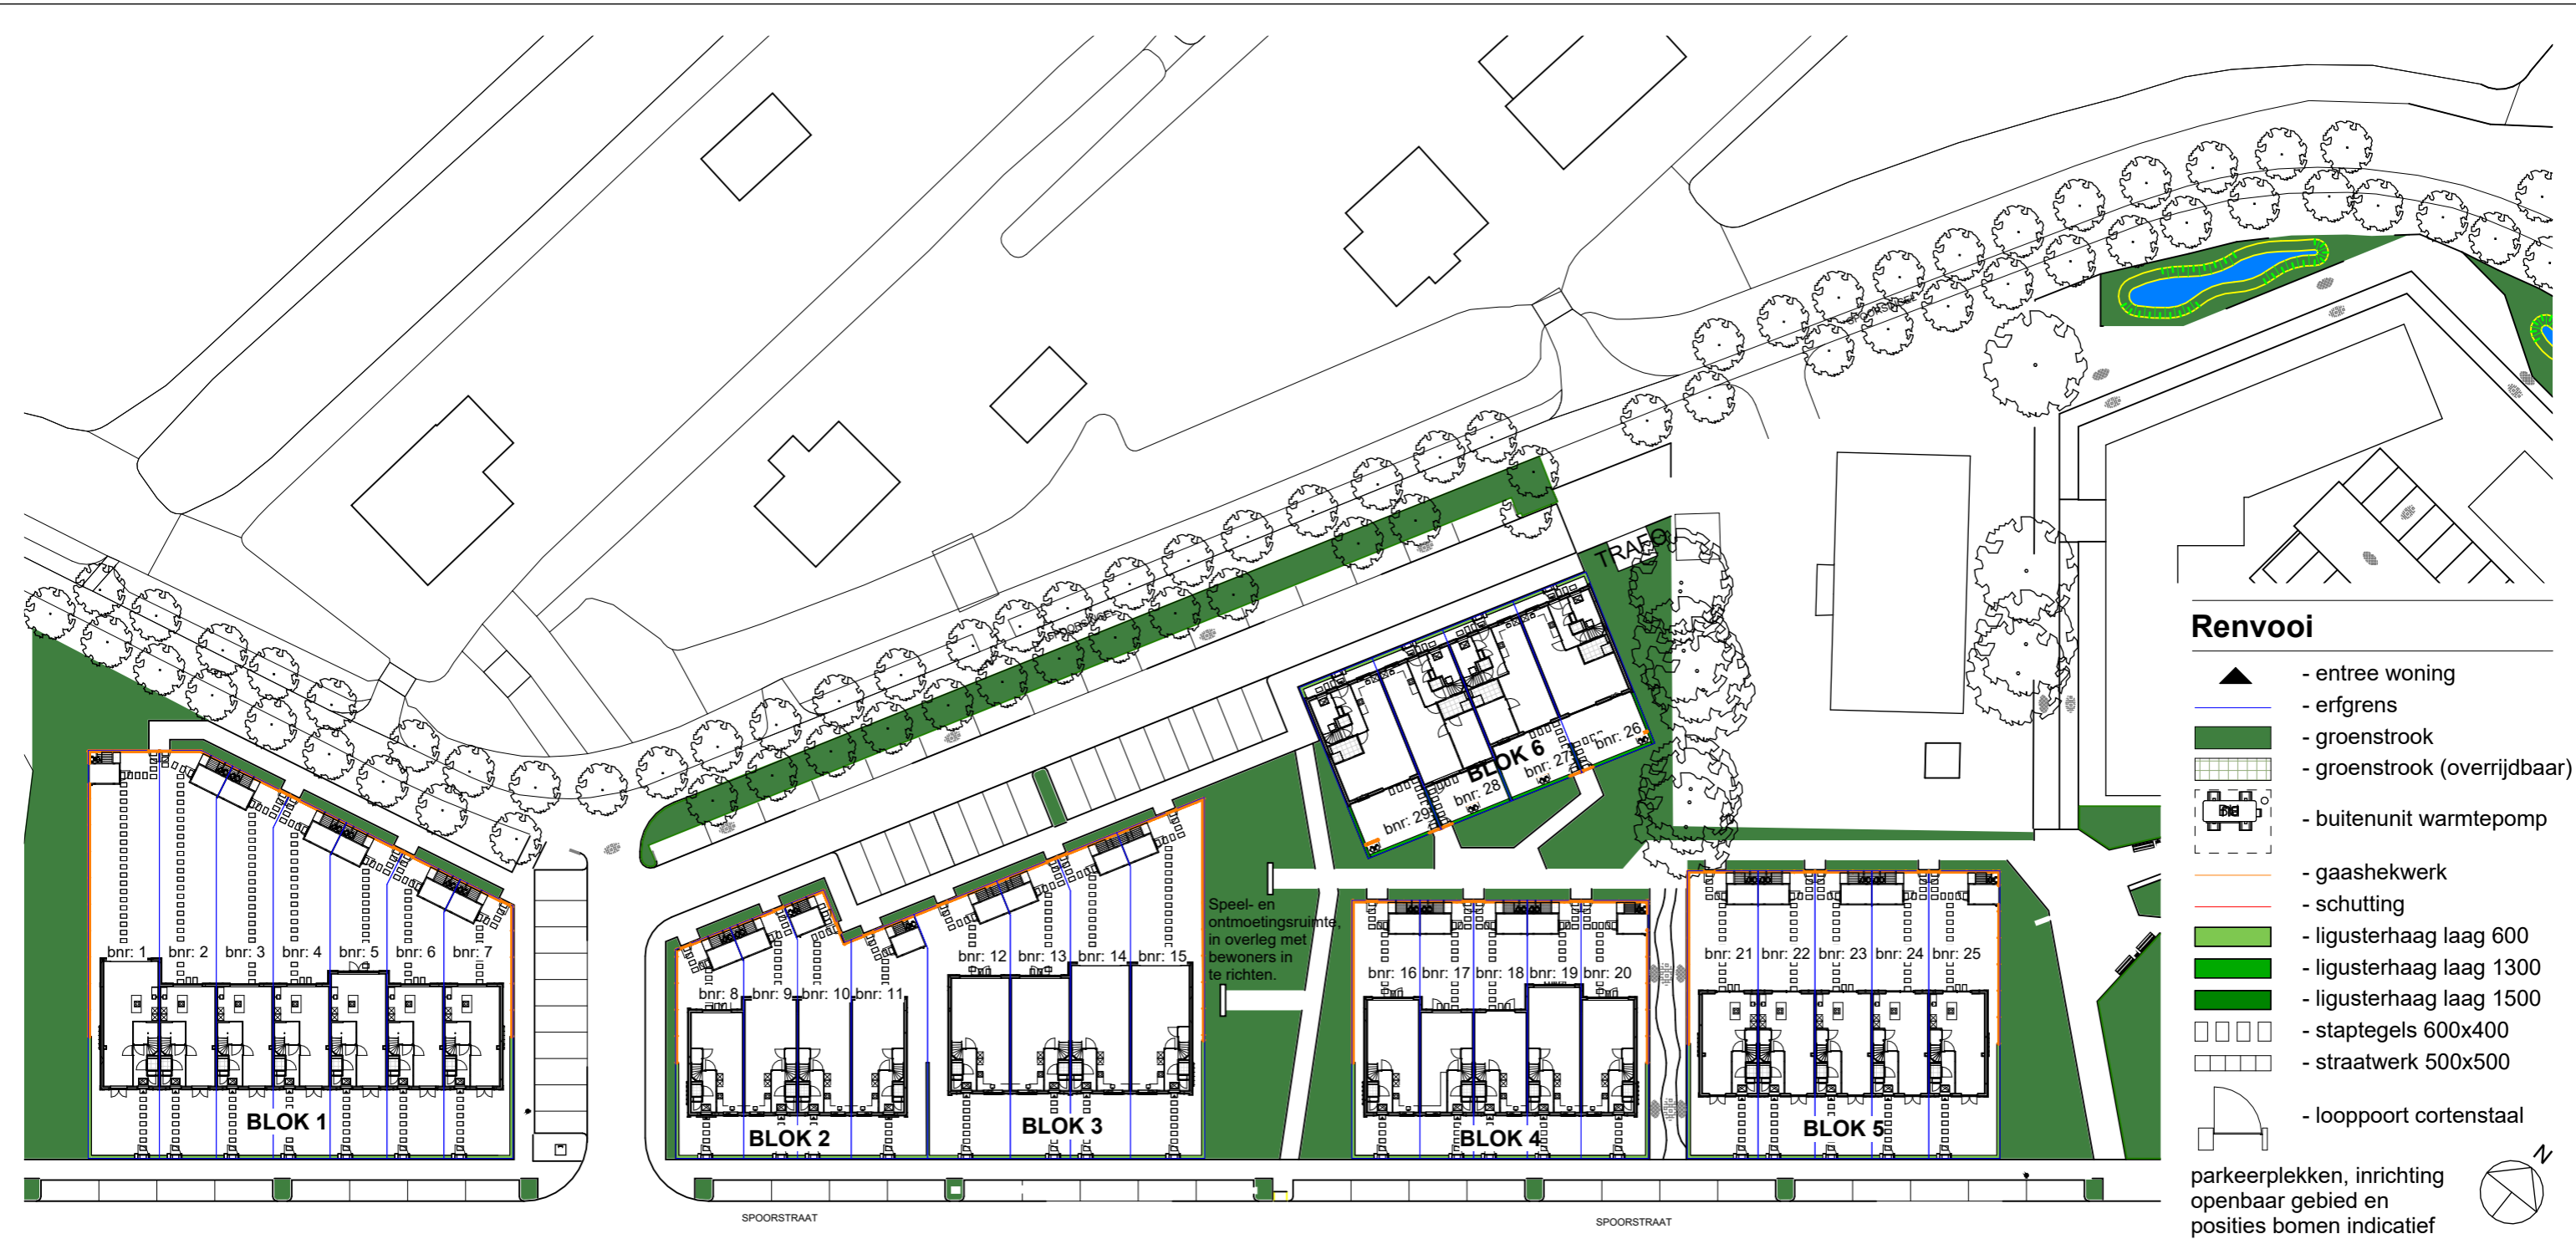 SPOORSINGEL
SPOORSINGEL
TRAFO
BLOK 6
bnr: 26
bnr: 27
bnr: 28
bnr: 29
bnr: 1
bnr: 2
bnr: 3
bnr: 4
bnr: 5
bnr: 6
bnr: 7
BLOK 1
bnr: 8
bnr: 9
bnr: 10
bnr: 11
BLOK 2
bnr: 12
bnr: 13
bnr: 14
bnr: 15
BLOK 3
Speel- en
ontmoetingsruimte,
in overleg met
bewoners in
te richten.
bnr: 16
bnr: 17
bnr: 18
bnr: 19
bnr: 20
BLOK 4
bnr: 21
bnr: 22
bnr: 23
bnr: 24
bnr: 25
BLOK 5
SPOORSTRAAT
SPOORSTRAAT
Renvooi
- entree woning
- erfgrens
- groenstrook
- groenstrook (overrijdbaar)
- buitenunit warmtepomp
- gaashekwerk
- schutting
- ligusterhaag laag 600
- ligusterhaag laag 1300
- ligusterhaag laag 1500
- staptegels 600x400
- straatwerk 500x500
- looppoort cortenstaal
N
parkeerplekken, inrichting
openbaar gebied en
posities bomen indicatief